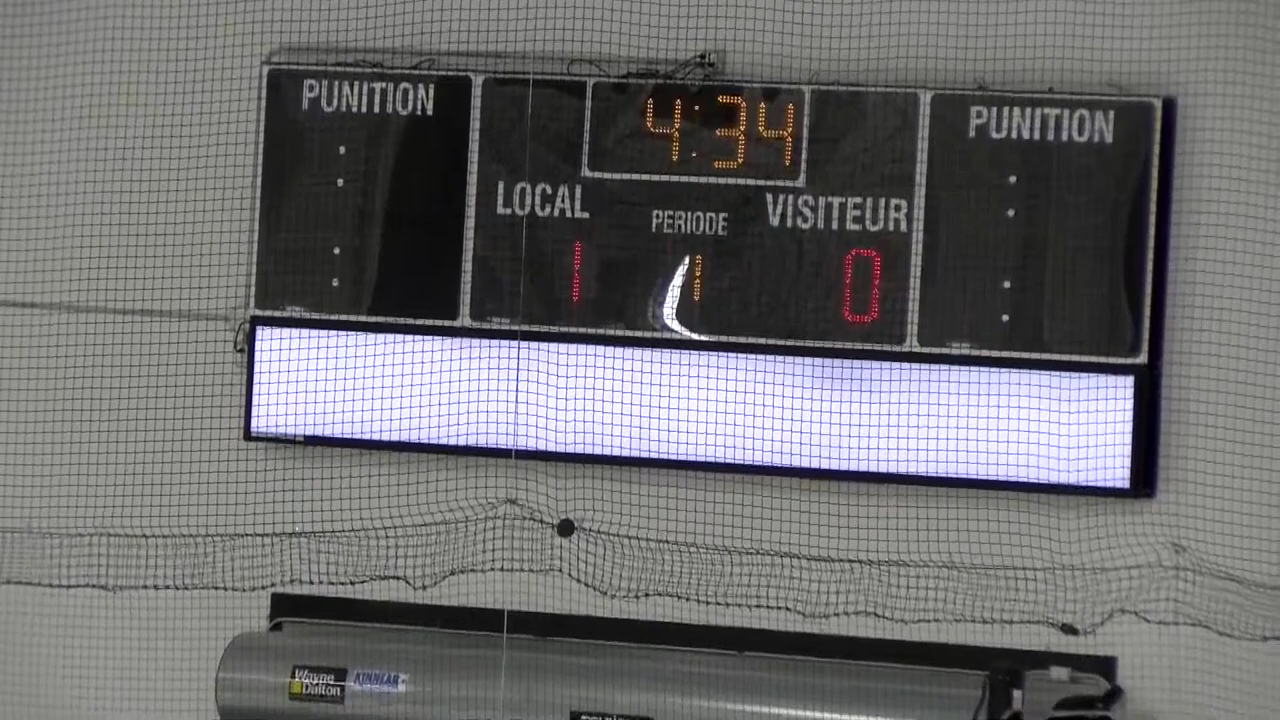 PUNITION
4:34
PUNITION
LOCAL
PERIODE
VISITEUR
1
1
0
Wayne
Dalton
KINNEAR